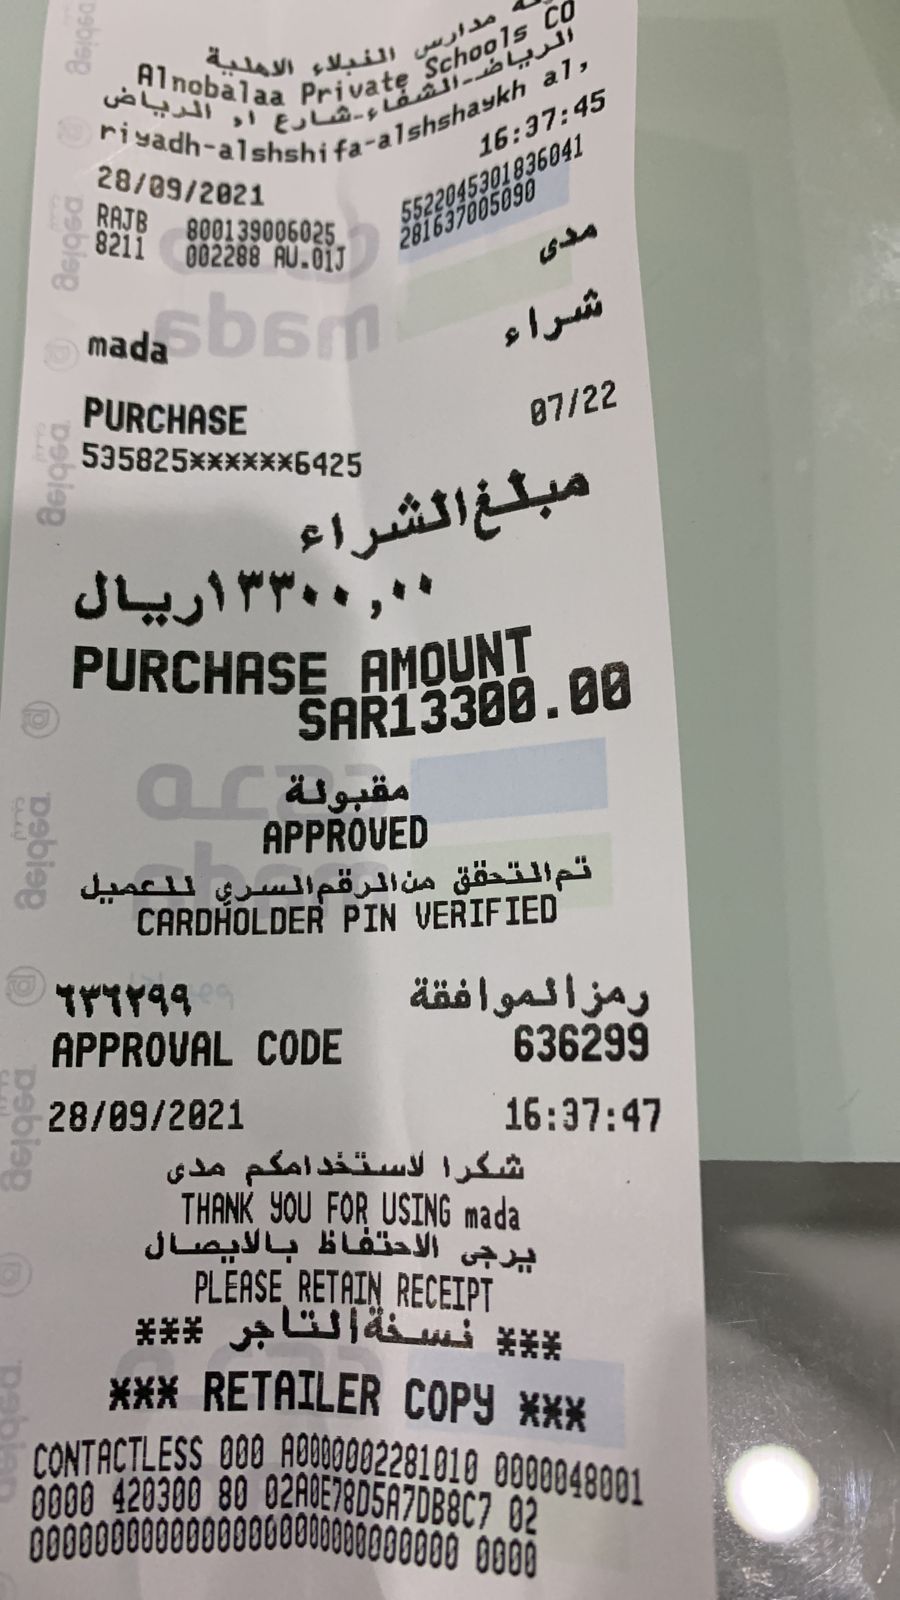 مدارس النبلاء الاهلية
Alnobalaa Private Schools CO
الرياض-الشفاء-شارع ال الرياض
riyadh-alshshifa-alshshaykh al,
28/09/2021 16:37:45
RAJB 800139006025 5522045301836041
8211 002288 AU.01J 281637005090
مدى
mada
شراء
PURCHASE 07/22
535825******6425
مبلغ الشراء
١٣٣٠٠,٠٠ ريال
PURCHASE AMOUNT
SAR13300.00
مقبولة
APPROVED
تم التحقق من الرقم السري للعميل
CARDHOLDER PIN VERIFIED
رمز الموافقة ٦٣٦٢٩٩
APPROVAL CODE 636299
28/09/2021 16:37:47
شكرا لاستخدامكم مدى
THANK YOU FOR USING mada
يرجى الاحتفاظ بالايصال
PLEASE RETAIN RECEIPT
*** نسخة التاجر ***
*** RETAILER COPY ***
CONTACTLESS 000 A0000002281010 0000048001
0000 420300 80 02A0E78D5A7DB8C7 02